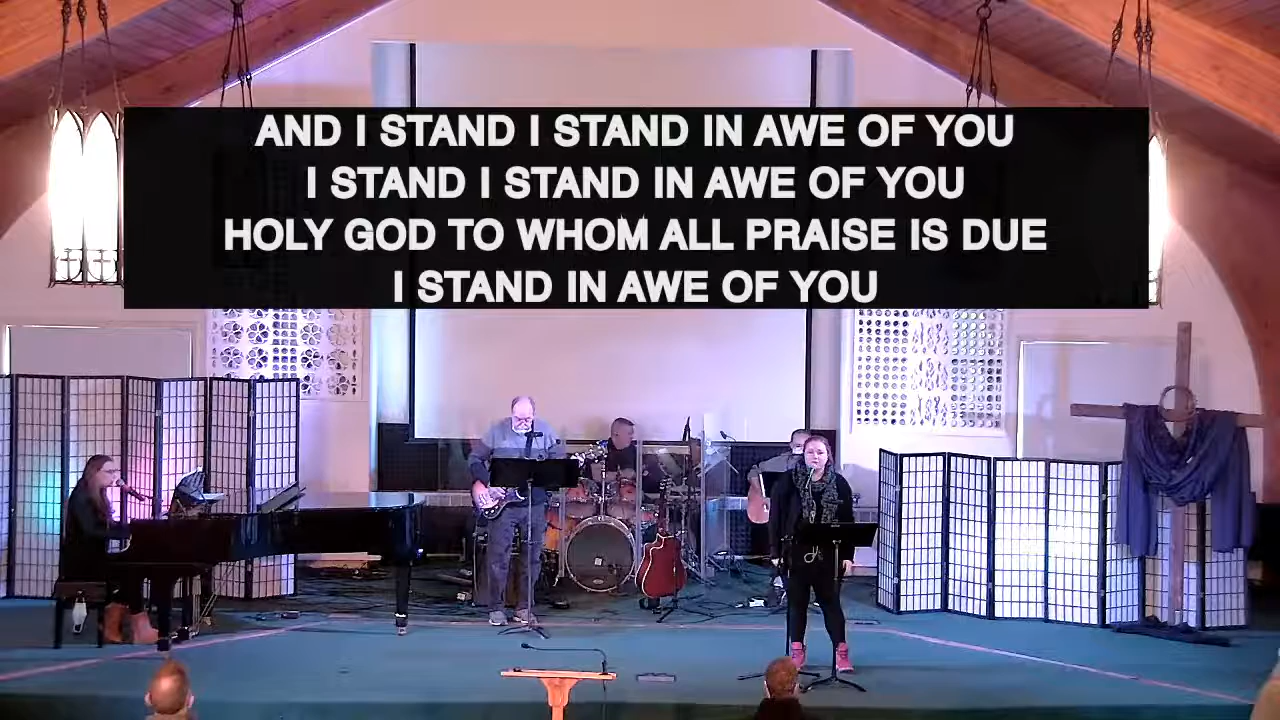 AND I STAND I STAND IN AWE OF YOU
I STAND I STAND IN AWE OF YOU
HOLY GOD TO WHOM ALL PRAISE IS DUE
I STAND IN AWE OF YOU